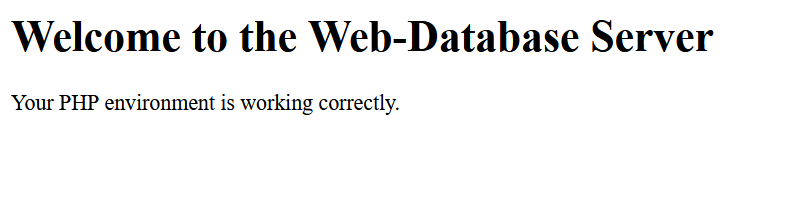 Welcome to the Web-Database Server
Your PHP environment is working correctly.